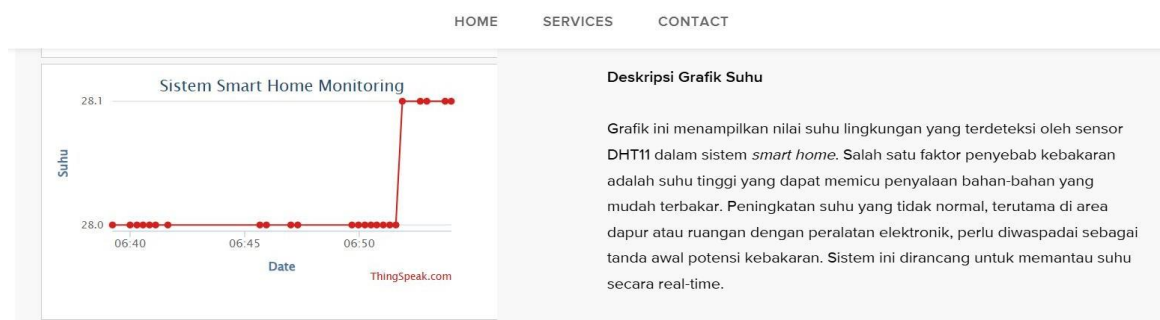 HOME SERVICES CONTACT
Sistem Smart Home Monitoring
28.1
Suhu
28.0
06:40 06:45 06:50
Date
ThingSpeak.com
Deskripsi Grafik Suhu
Grafik ini menampilkan nilai suhu lingkungan yang terdeteksi oleh sensor
DHT11 dalam sistem smart home. Salah satu faktor penyebab kebakaran
adalah suhu tinggi yang dapat memicu penyalaan bahan-bahan yang
mudah terbakar. Peningkatan suhu yang tidak normal, terutama di area
dapur atau ruangan dengan peralatan elektronik, perlu diwaspadai sebagai
tanda awal potensi kebakaran. Sistem ini dirancang untuk memantau suhu
secara real-time.